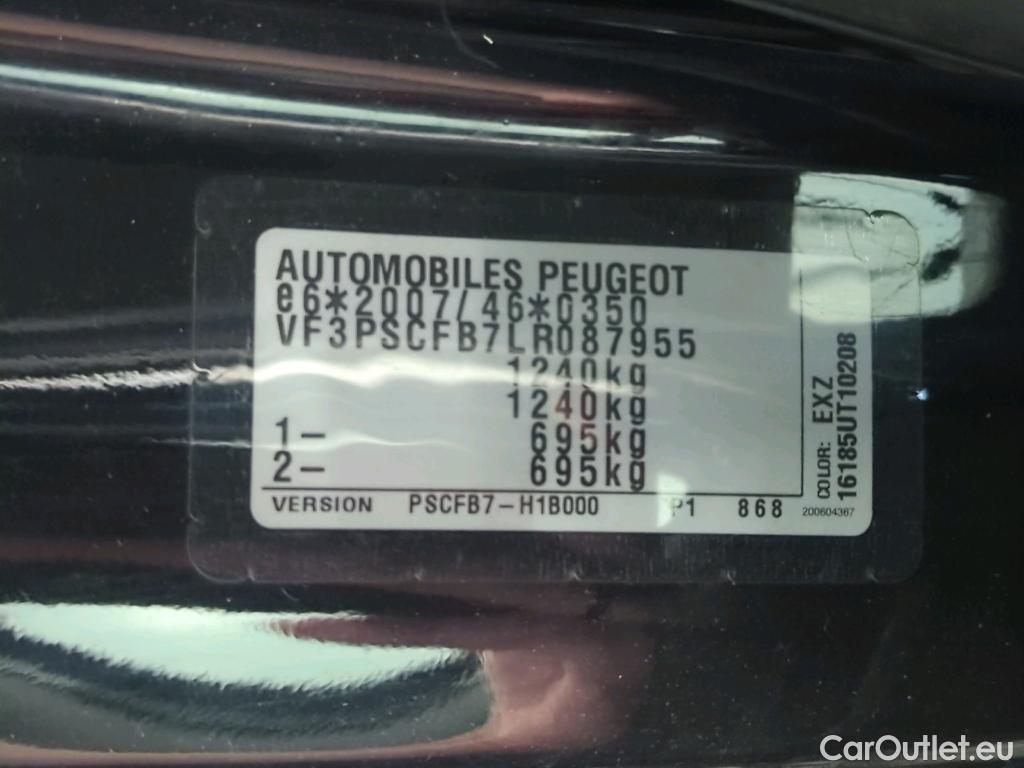 AUTOMOBILES PEUGEOT
e6*2007/46*0350
VF3PSCFB7LR087955
1240kg
1240kg
1- 695kg
2- 695kg
VERSION PSCFB7-H1B000 P1 868
COLOR: EXZ
16185UT10208
200604367
CarOutlet.eu